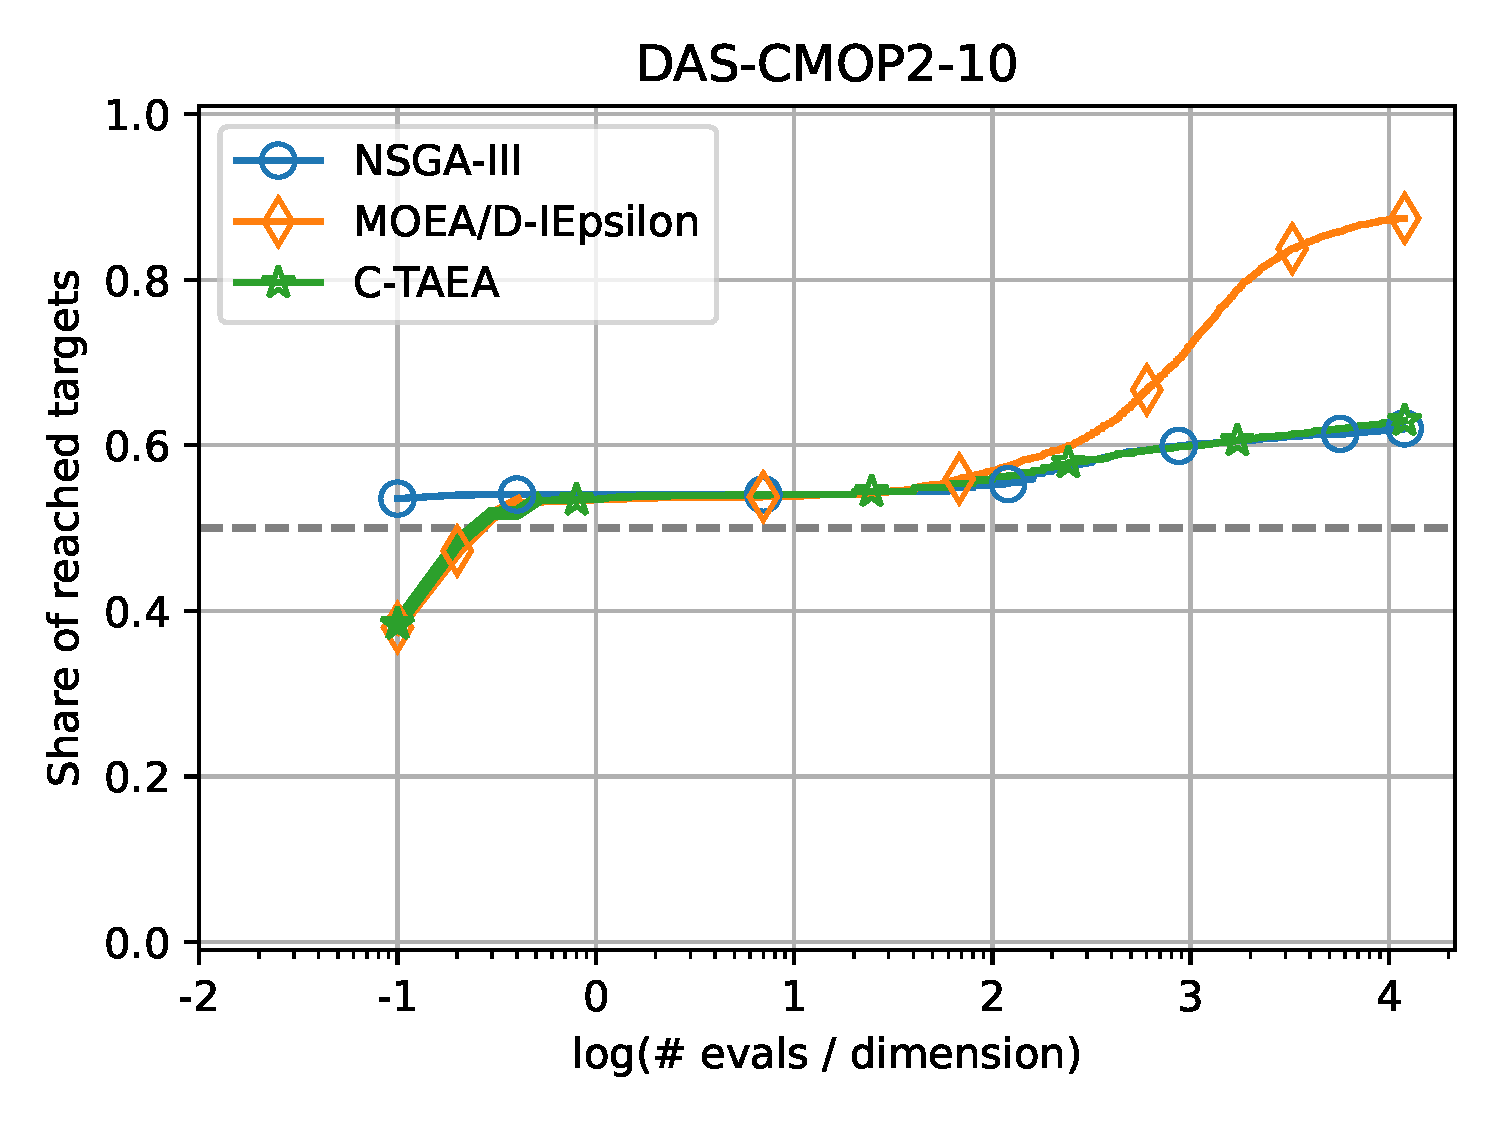 DAS-CMOP2-10
NSGA-III
MOEA/D-IEpsilon
C-TAEA
Share of reached targets
1.0
0.8
0.6
0.4
0.2
0.0
-2 -1 0 1 2 3 4
log(# evals / dimension)